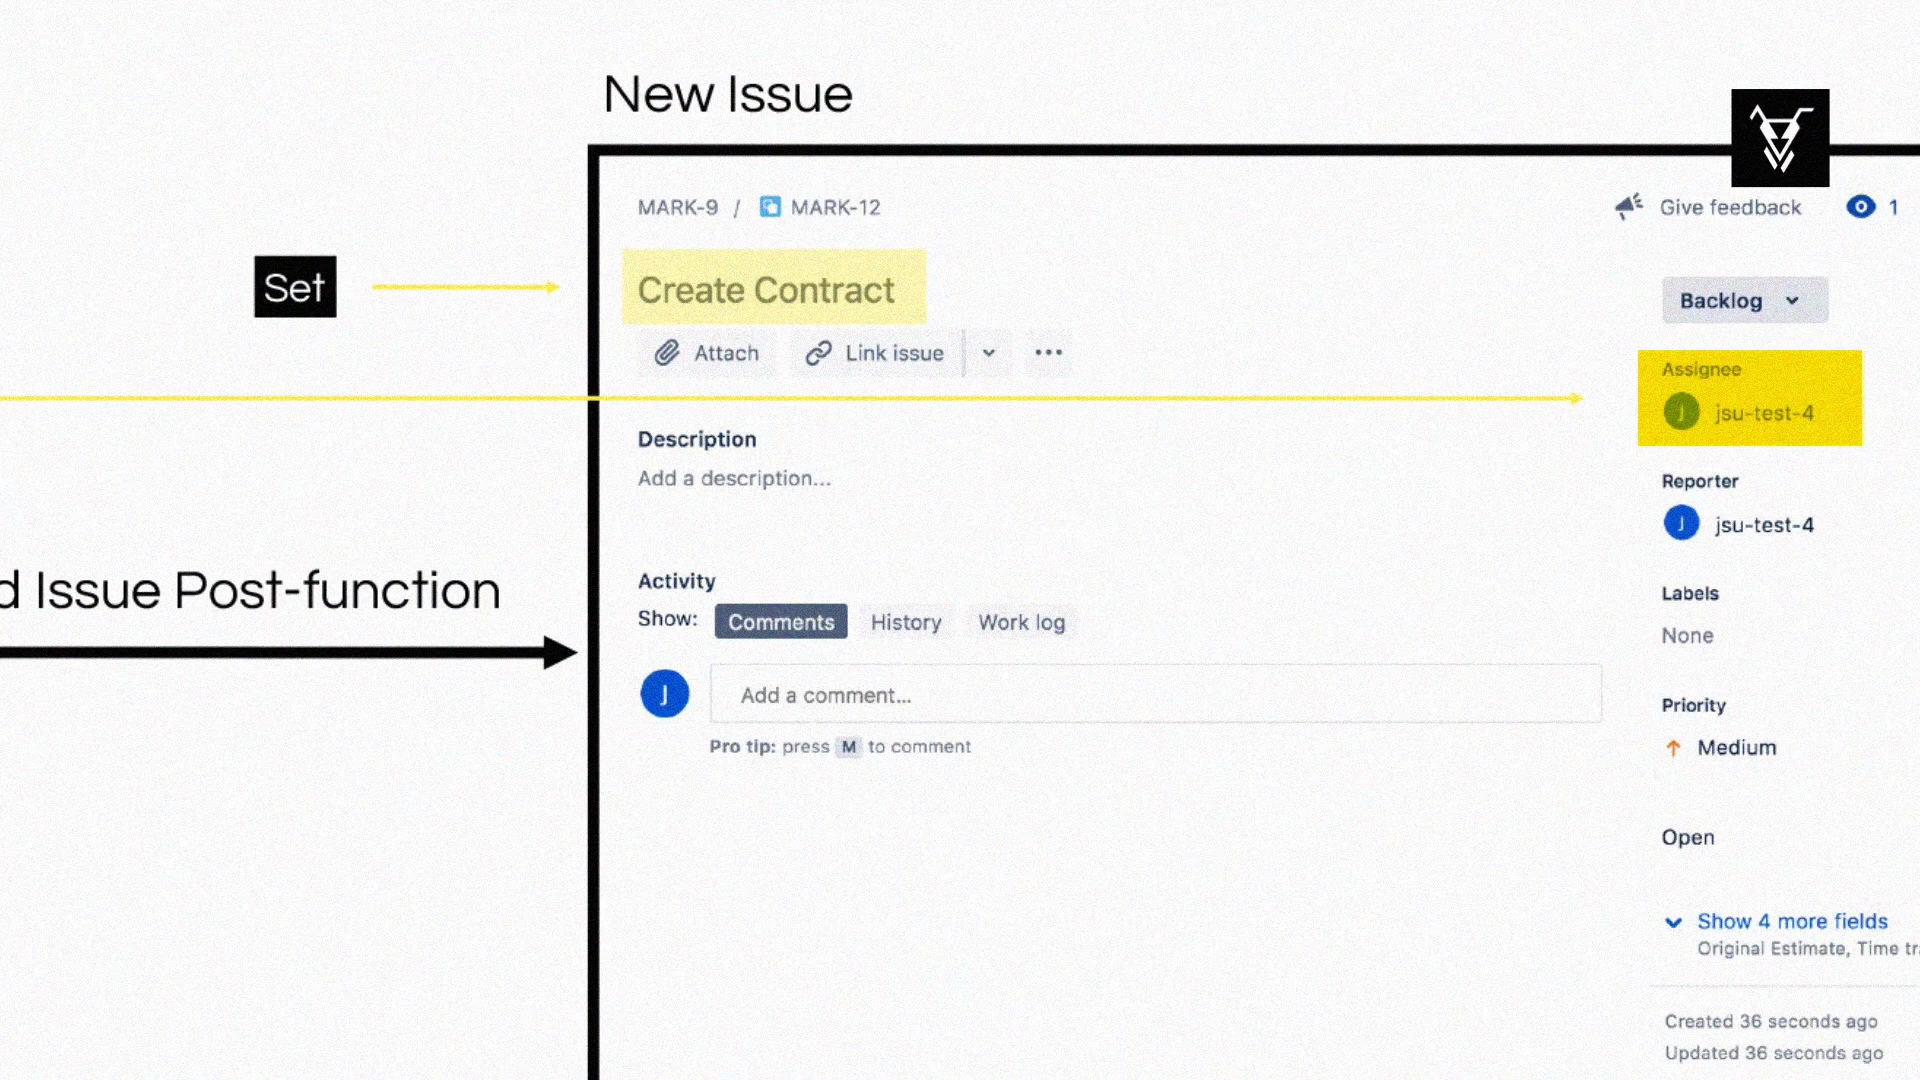 New Issue
MARK-9 / MARK-12
Give feedback
1
Set
Create Contract
Backlog
Attach
Link issue
Assignee
J jsu-test-4
Description
Add a description...
Reporter
J jsu-test-4
d Issue Post-function
Activity
Show: Comments History Work log
Labels
None
J Add a comment...
Pro tip: press M to comment
Priority
Medium
Open
Show 4 more fields
Original Estimate, Time
Created 36 seconds ago
Updated 36 seconds ago